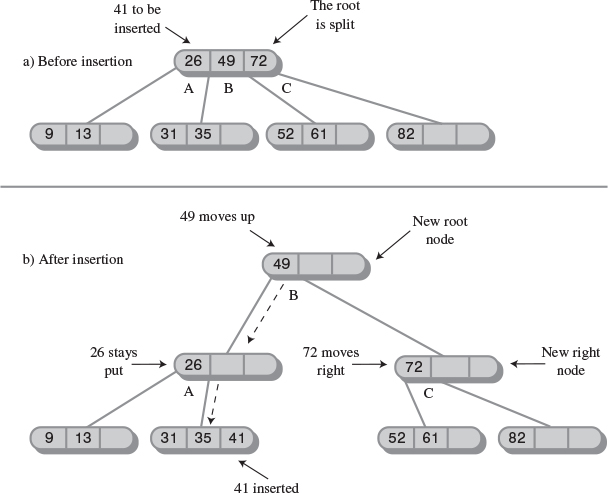 41 to be
inserted
The root
is split
a) Before insertion
26 49 72
A B C
9 13
31 35
52 61
82
49 moves up
New root
node
b) After insertion
49
B
26 stays
put
26
A
72 moves
right
72
C
New right
node
9 13
31 35 41
52 61
82
41 inserted